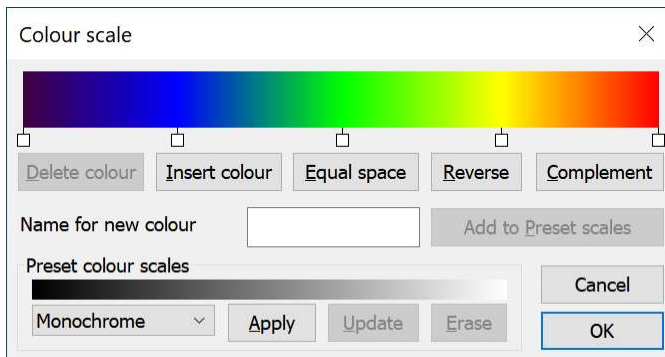 Colour scale
Delete colour Insert colour Equal space Reverse Complement
Name for new colour Add to Preset scales
Preset colour scales
Cancel
Monochrome Apply Update Erase
OK